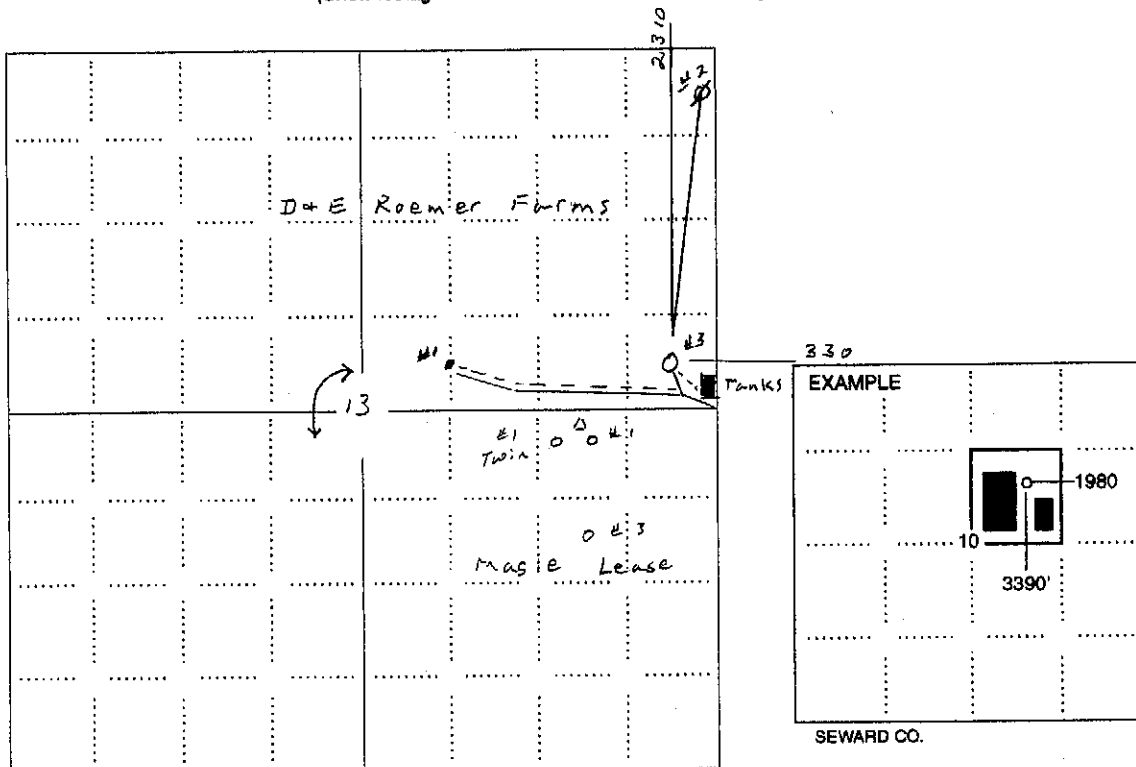 2310
#2
D & E Roemer Farms
#1
#3
330
Tanks
13
#1
Twin
#1
#3
Magie Lease
EXAMPLE
1980
10
3390'
SEWARD CO.